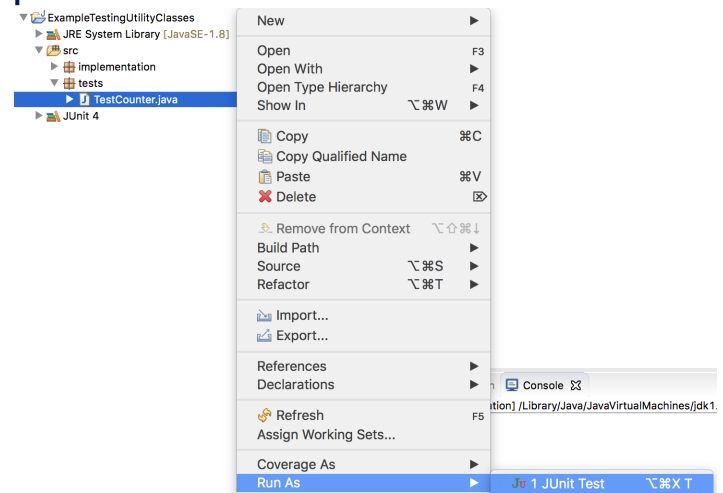 ExampleTestingUtilityClasses
JRE System Library [JavaSE-1.8]
src
implementation
tests
TestCounter.java
JUnit 4
New
Open F3
Open With
Open Type Hierarchy F4
Show In ⌥⌘W
Copy ⌘C
Copy Qualified Name
Paste ⌘V
Delete ⌦
Remove from Context ⌥⇧⌘↓
Build Path
Source ⌥⌘S
Refactor ⌥⌘T
Import...
Export...
References
Declarations
Refresh F5
Assign Working Sets...
Coverage As
Run As
Console
ation] /Library/Java/JavaVirtualMachines/jdk1.
Ju 1 JUnit Test ⌥⌘X T